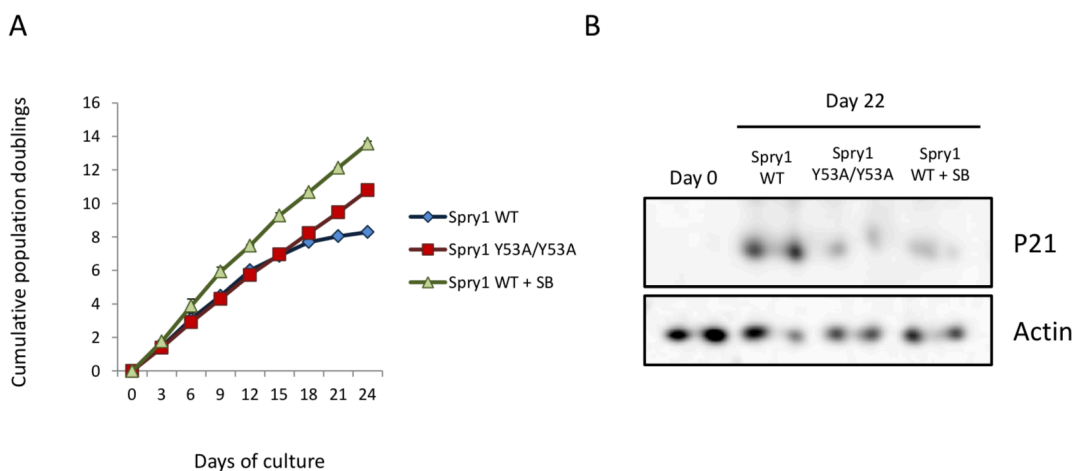 A
Cumulative population doublings
16
14
12
10
8
6
4
2
0
0 3 6 9 12 15 18 21 24
Days of culture
Spry1 WT
Spry1 Y53A/Y53A
Spry1 WT + SB
B
Day 22
Day 0
Spry1
WT
Spry1
Y53A/Y53A
Spry1
WT + SB
P21
Actin